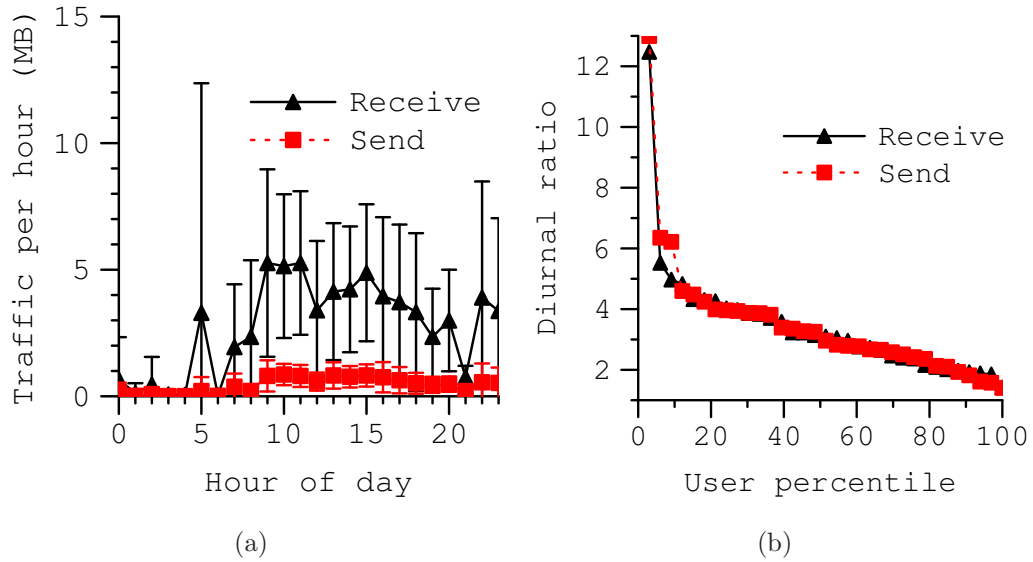 Traffic per hour (MB)
15
10
5
0
Receive
Send
0 5 10 15 20
Hour of day
(a)
Diurnal ratio
12
10
8
6
4
2
Receive
Send
0 20 40 60 80 100
User percentile
(b)